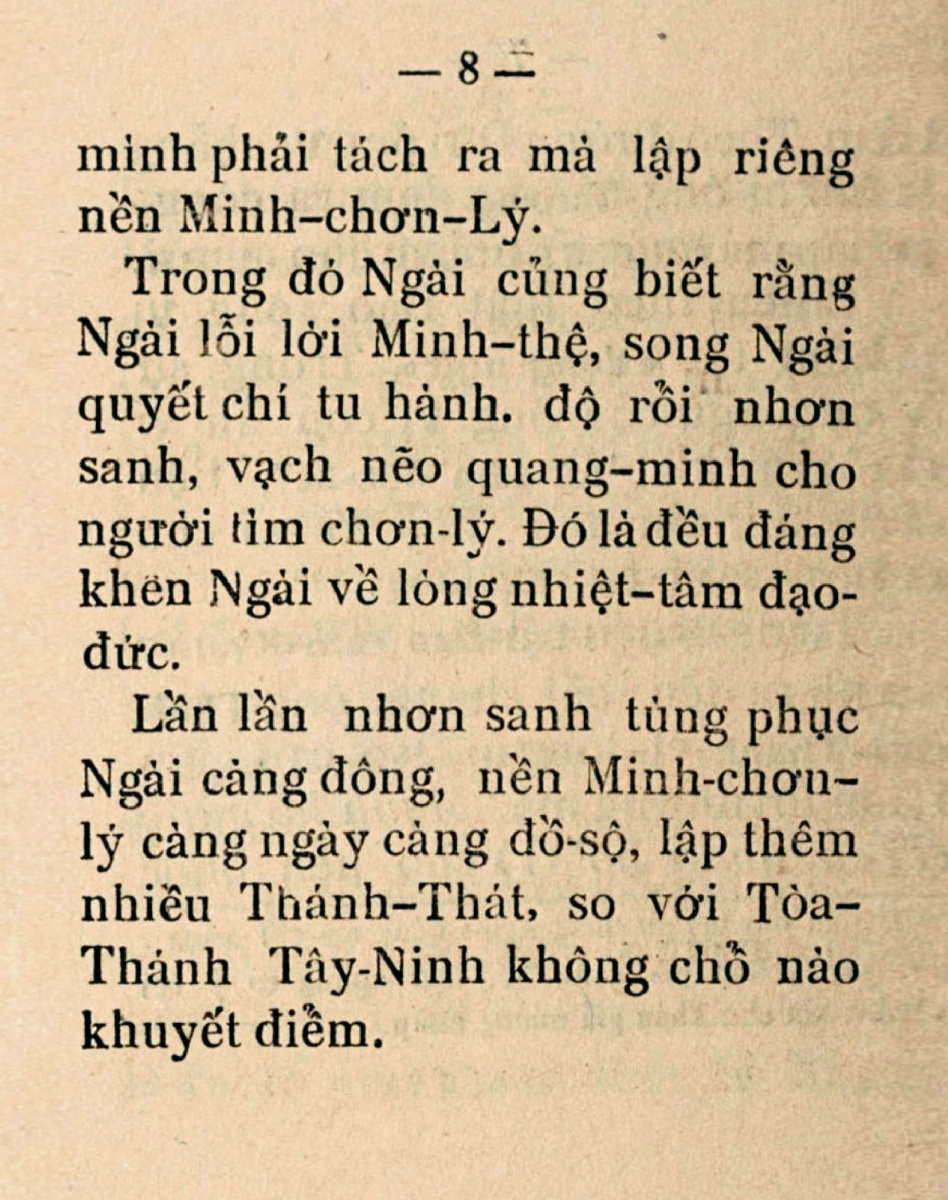 — 8 —
mình phải tách ra mà lập riêng
nền Minh-chơn-Lý.
Trong đó Ngài củng biết rằng
Ngài lỗi lời Minh-thệ, song Ngài
quyết chí tu hành. độ rổi nhơn
sanh, vạch nẽo quang-minh cho
người tìm chơn-lý. Đó là đều đáng
khen Ngài về lòng nhiệt-tâm đạo-
đức.
Lần lần nhơn sanh tùng phục
Ngài càng đông, nền Minh-chơn-
lý càng ngày càng đồ-sộ, lập thêm
nhiều Thánh-Thát, so với Tòa-
Thánh Tây-Ninh không chổ nào
khuyết điểm.